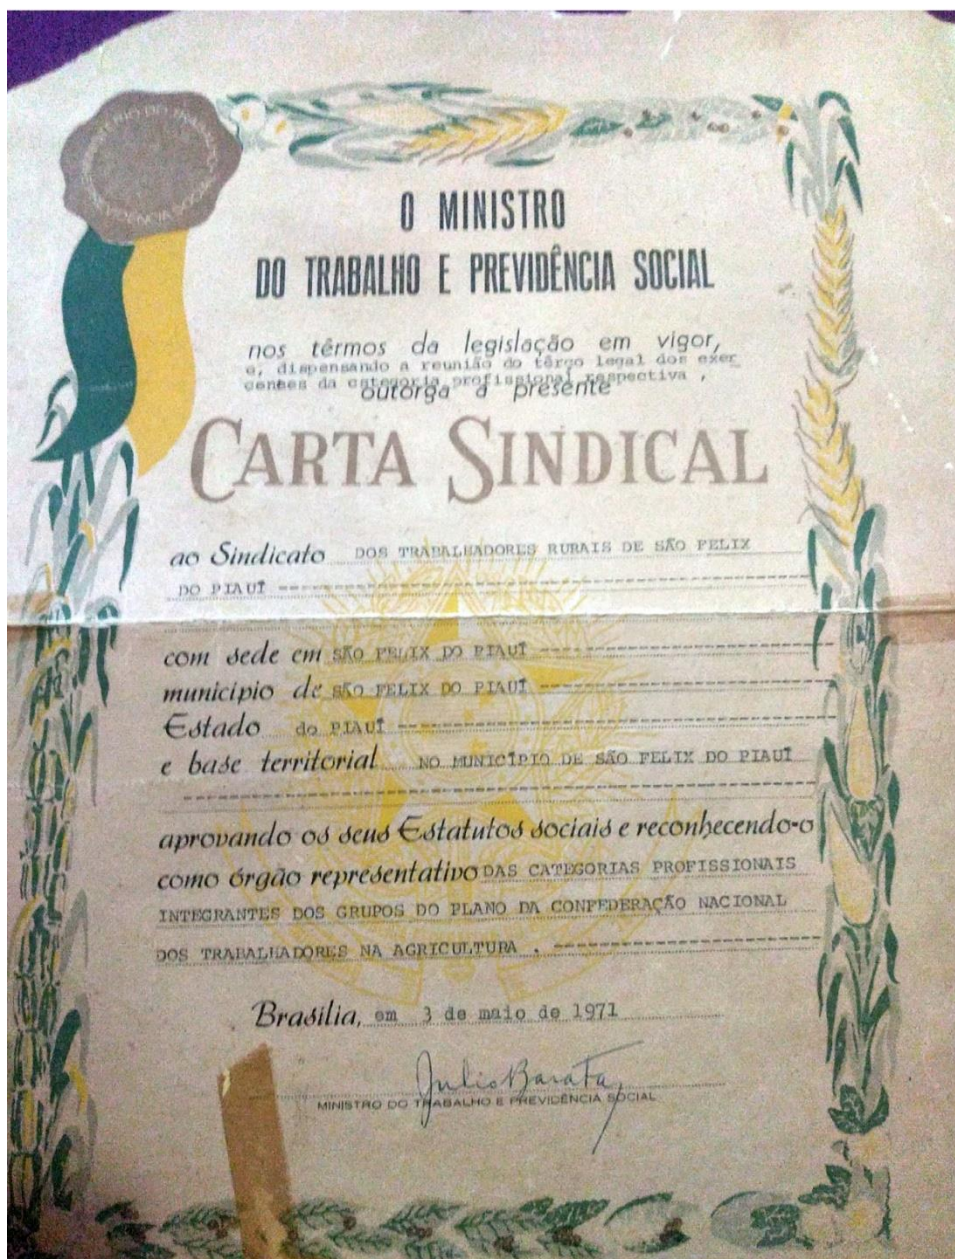 MINISTÉRIO DO TRABALHO
PREVIDÊNCIA SOCIAL
O MINISTRO
DO TRABALHO E PREVIDÊNCIA SOCIAL
nos têrmos da legislação em vigor,
e, dispensando a reunião do têrço legal dos exer
centes da categoria profissional respectiva ,
outorga a presente
CARTA SINDICAL
ao Sindicato DOS TRABALHADORES RURAIS DE SÃO FELIX
DO PIAUÍ
com sede em SÃO FELIX DO PIAUÍ
município de SÃO FELIX DO PIAUÍ
Estado do PIAUÍ
e base territorial NO MUNICÍPIO DE SÃO FELIX DO PIAUÍ
aprovando os seus Estatutos sociais e reconhecendo-o
como órgão representativo DAS CATEGORIAS PROFISSIONAIS
INTEGRANTES DOS GRUPOS DO PLANO DA CONFEDERAÇÃO NACIONAL
DOS TRABALHADORES NA AGRICULTURA .
Brasília, em 3 de maio de 1971
Julio Barata
MINISTRO DO TRABALHO E PREVIDÊNCIA SOCIAL